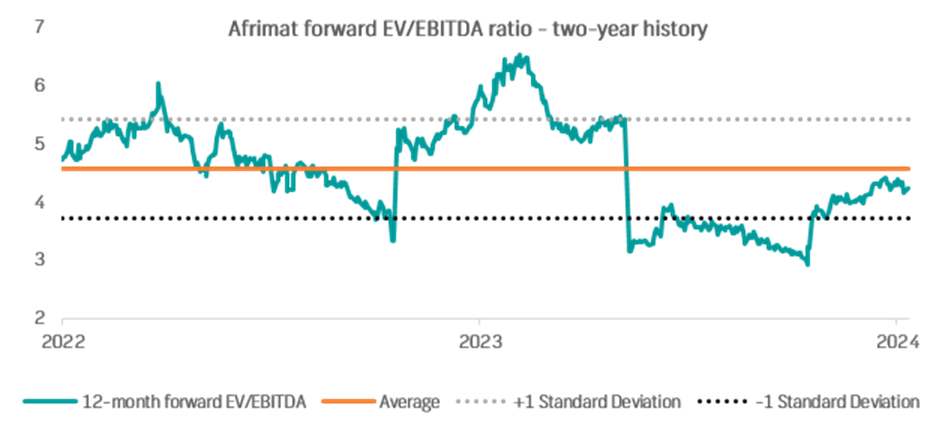 Afrimat forward EV/EBITDA ratio - two-year history
7
6
5
4
3
2
2022 2023 2024
12-month forward EV/EBITDA Average +1 Standard Deviation -1 Standard Deviation